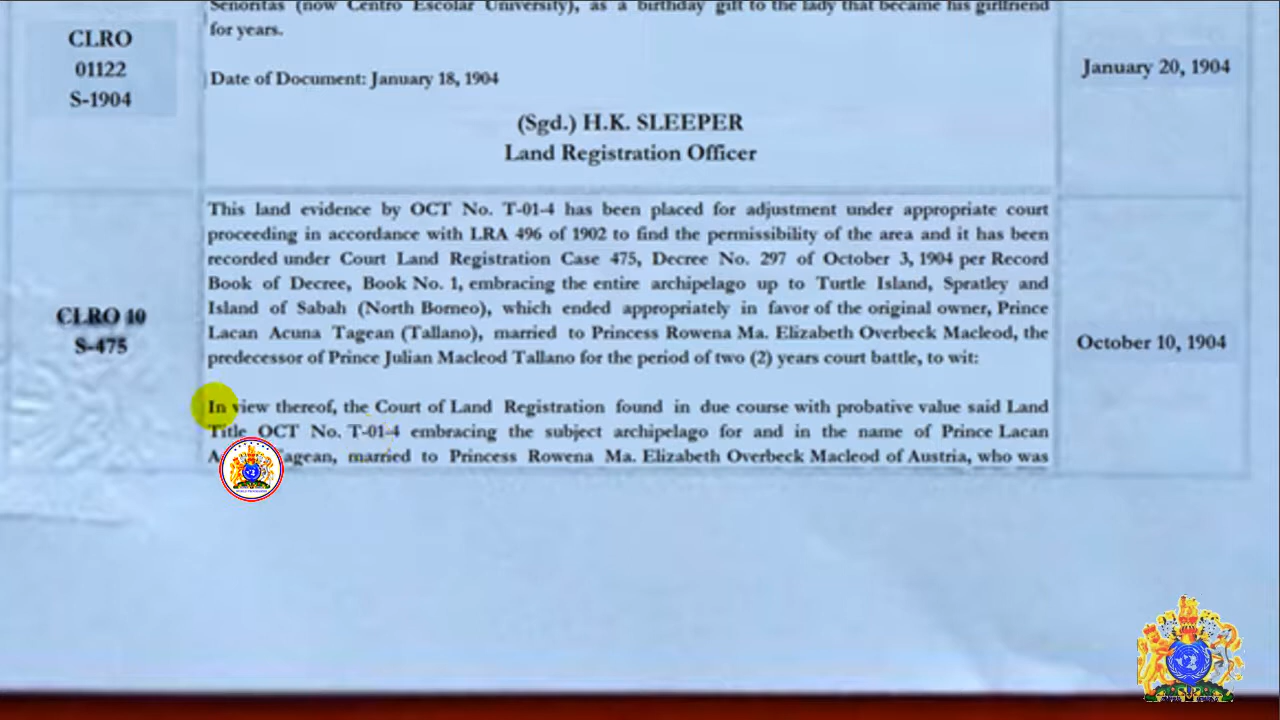 Senoritas (now Centro Escolar University), as a birthday gift to the lady that became his girlfriend
for years.
CLRO
01122
S-1904
Date of Document: January 18, 1904
January 20, 1904
(Sgd.) H.K. SLEEPER
Land Registration Officer
This land evidence by OCT No. T-01-4 has been placed for adjustment under appropriate court
proceeding in accordance with LRA 496 of 1902 to find the permissibility of the area and it has been
recorded under Court Land Registration Case 475, Decree No. 297 of October 3, 1904 per Record
Book of Decree, Book No. 1, embracing the entire archipelago up to Turtle Island, Spratley and
Island of Sabah (North Borneo), which ended appropriately in favor of the original owner, Prince
Lacan Acuna Tagean (Tallano), married to Princess Rowena Ma. Elizabeth Overbeck Macleod, the
predecessor of Prince Julian Macleod Tallano for the period of two (2) years court battle, to wit:
CLRO 10
S-475
October 10, 1904
In view thereof, the Court of Land Registration found in due course with probative value said Land
Title OCT No. T-01-4 embracing the subject archipelago for and in the name of Prince Lacan
agean, married to Princess Rowena Ma. Elizabeth Overbeck Macleod of Austria, who was